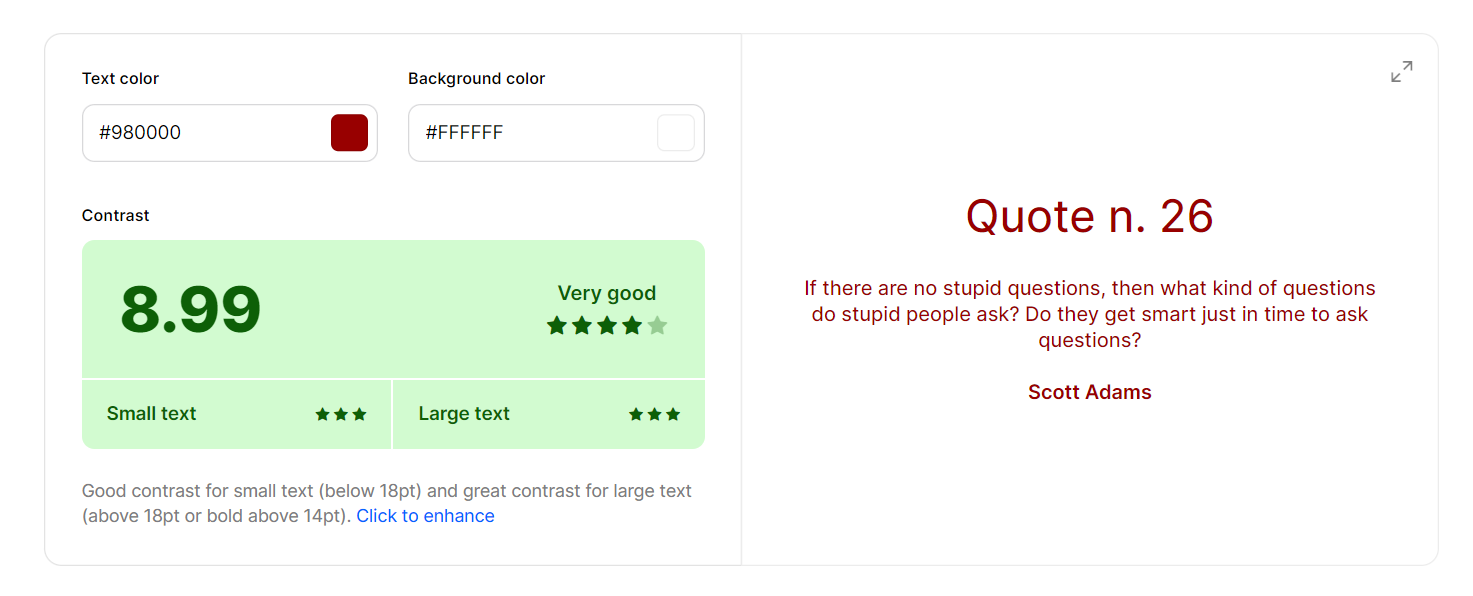 Text color
Background color
#980000
#FFFFFF
Contrast
8.99
Very good
Small text
Large text
Good contrast for small text (below 18pt) and great contrast for large text
(above 18pt or bold above 14pt). Click to enhance
Quote n. 26
If there are no stupid questions, then what kind of questions
do stupid people ask? Do they get smart just in time to ask
questions?
Scott Adams